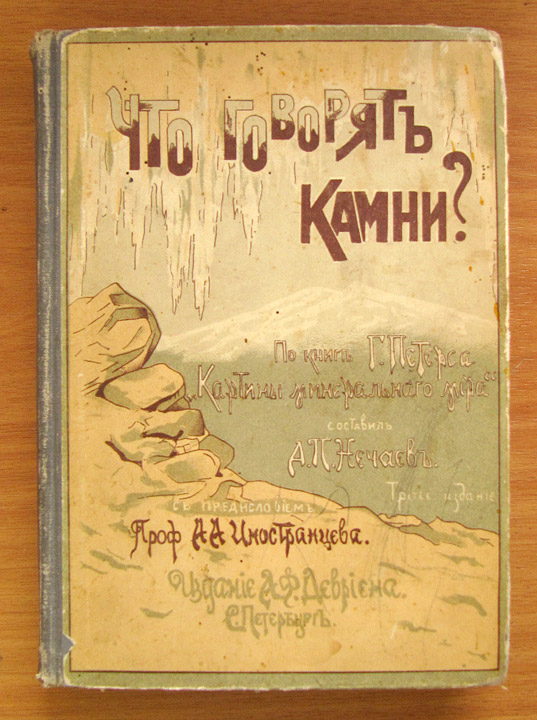 Что говорятъ
камни?
По книгѣ Г. Петерса
„Картины минеральнаго міра“
составилъ
А. П. Нечаевъ.
Третье изданіе
съ предисловіемъ
Проф. А. А. Иностранцева.
Изданіе А. Ф. Девріена.
С. Петербургъ.